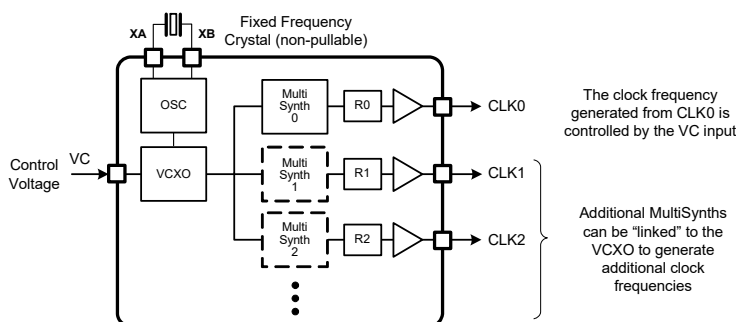 XA
XB
Fixed Frequency
Crystal (non-pullable)
OSC
Multi
Synth
0
R0
CLK0
The clock frequency
generated from CLK0 is
controlled by the VC input
Control
Voltage
VC
VCXO
Multi
Synth
1
R1
CLK1
Multi
Synth
2
R2
CLK2
Additional MultiSynths
can be “linked” to the
VCXO to generate
additional clock
frequencies